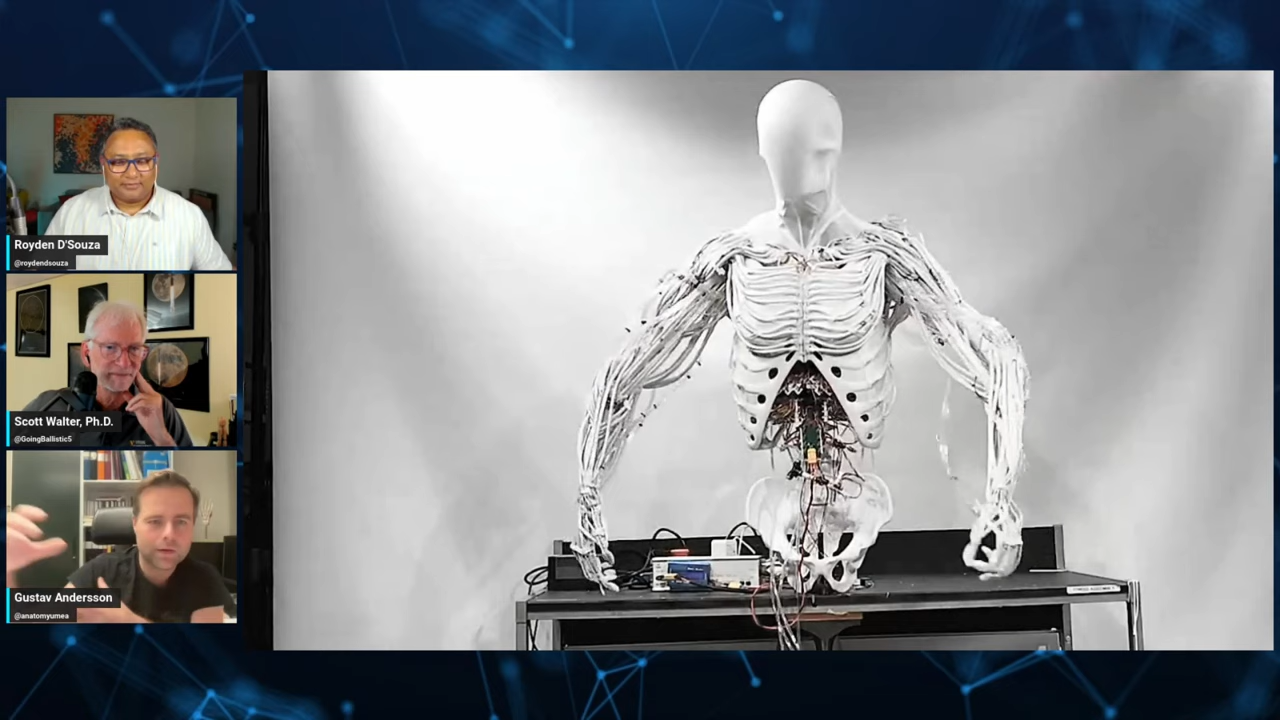 Royden D'Souza
@roydendsouza
Scott Walter, Ph.D.
@GoingBallistic5
Gustav Andersson
@anatomyumea